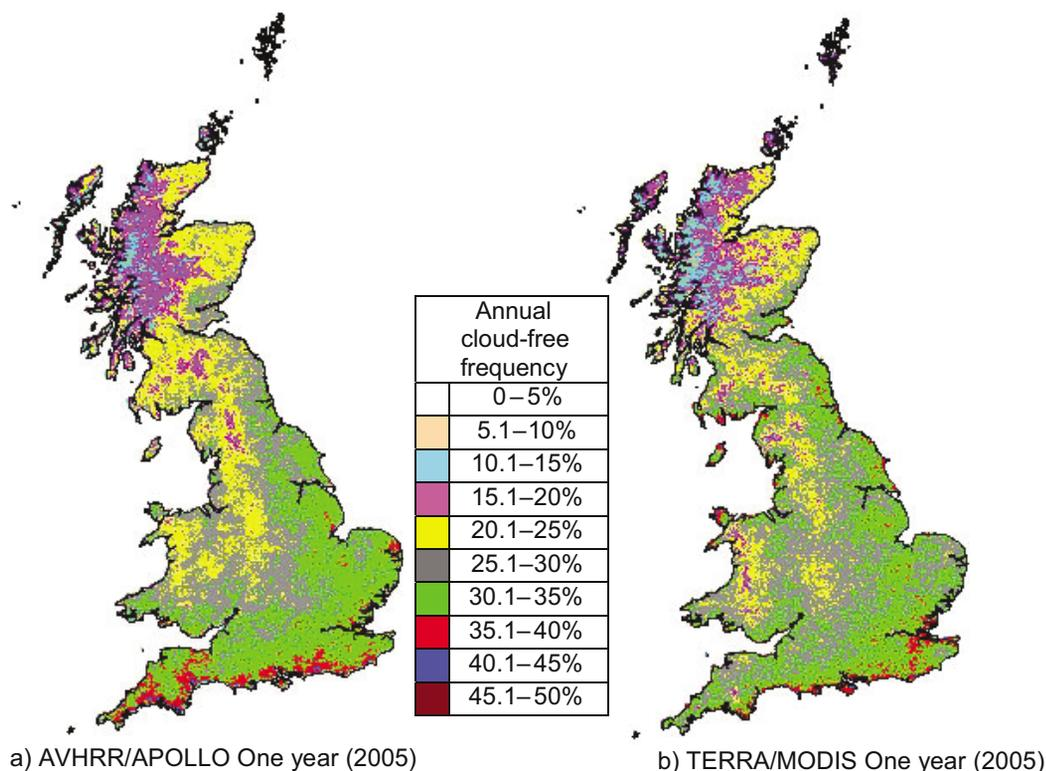 Annual
cloud-free
frequency
0–5%
5.1–10%
10.1–15%
15.1–20%
20.1–25%
25.1–30%
30.1–35%
35.1–40%
40.1–45%
45.1–50%
a) AVHRR/APOLLO One year (2005)
b) TERRA/MODIS One year (2005)